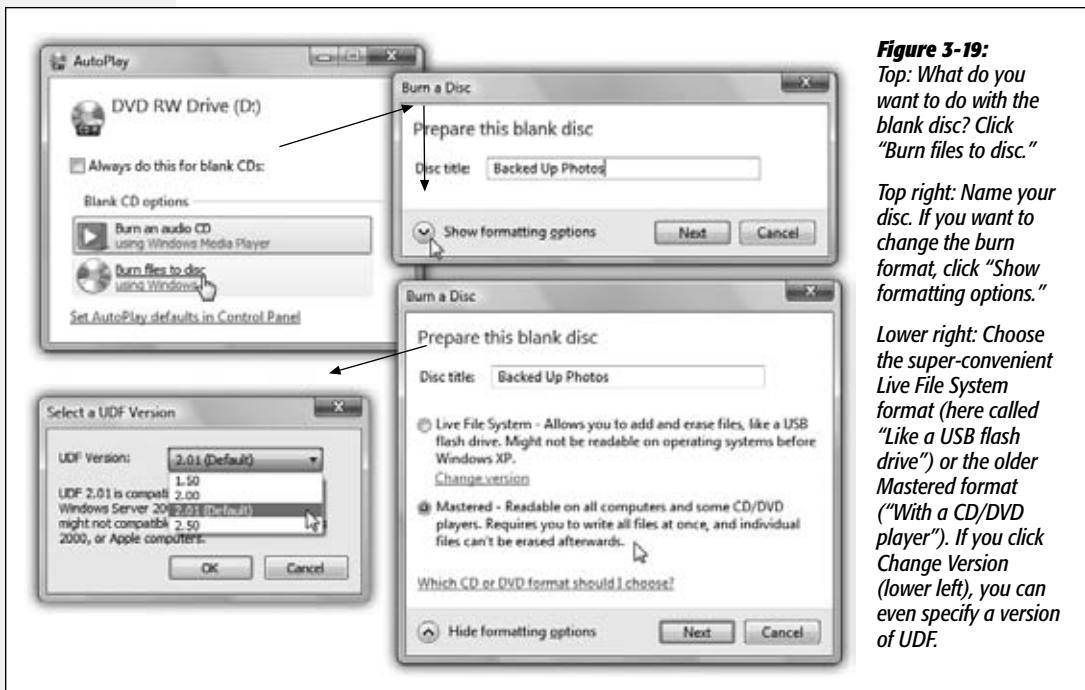 AutoPlay
DVD RW Drive (D:)
Always do this for blank CDs:
Blank CD options
Burn an audio CD
using Windows Media Player
Burn files to disc
using Windows
Set AutoPlay defaults in Control Panel
Burn a Disc
Prepare this blank disc
Disc title: Backed Up Photos
Show formatting options
Next Cancel
Burn a Disc
Prepare this blank disc
Disc title: Backed Up Photos
Live File System - Allows you to add and erase files, like a USB
flash drive. Might not be readable on operating systems before
Windows XP.
Change version
Mastered - Readable on all computers and some CD/DVD
players. Requires you to write all files at once, and individual
files can't be erased afterwards.
Which CD or DVD format should I choose?
Hide formatting options
Next Cancel
Select a UDF Version
UDF Version: 2.01 (Default)
1.50
2.00
2.01 (Default)
2.50
UDF 2.01 is compati
Windows Server 20
might not compatibl
2000, or Apple computers.
OK Cancel
Figure 3-19:
Top: What do you
want to do with the
blank disc? Click
"Burn files to disc."
Top right: Name your
disc. If you want to
change the burn
format, click "Show
formatting options."
Lower right: Choose
the super-convenient
Live File System
format (here called
"Like a USB flash
drive") or the older
Mastered format
("With a CD/DVD
player"). If you click
Change Version
(lower left), you can
even specify a version
of UDF.